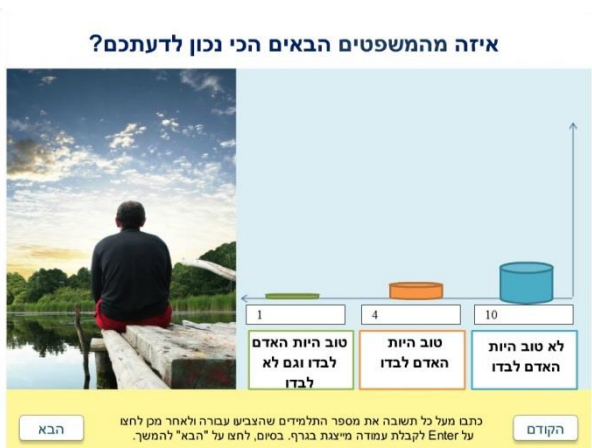 איזה מהמשפטים הבאים הכי נכון לדעתכם?
10
4
1
לא טוב היות
האדם לבדו
טוב היות
האדם לבדו
טוב היות האדם
לבדו וגם לא
לבדו
הקודם
כתבו מעל כל תשובה את מספר התלמידים שהצביעו עבורה ולאחר מכן לחצו
על Enter לקבלת עמודה מייצגת בגרף. בסיום, לחצו על "הבא" להמשך.
הבא